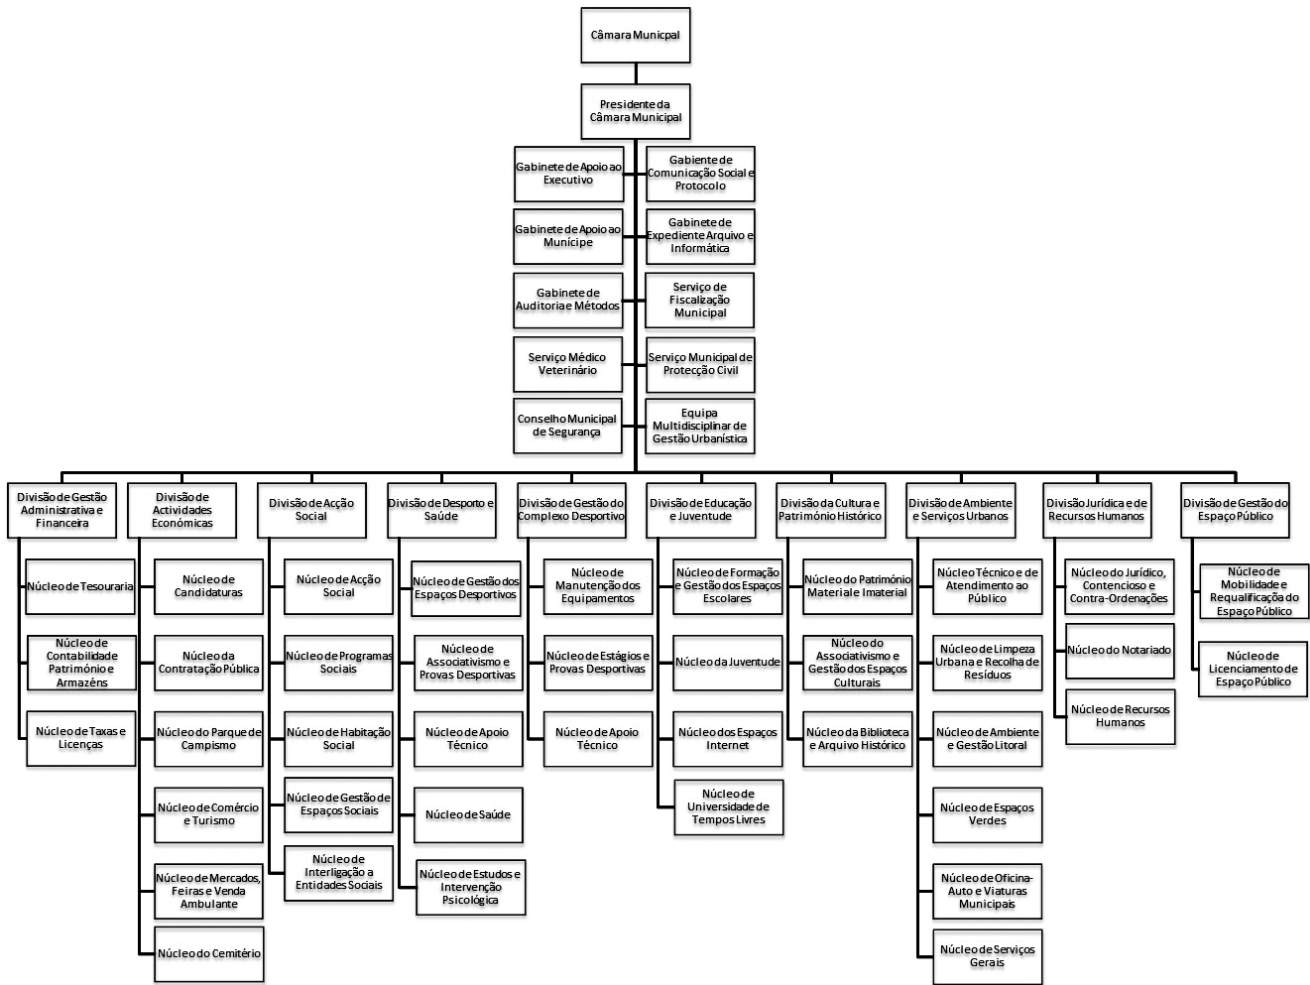 Câmara Municpal
Presidente da
Câmara Municipal
Gabinete de Apoio ao
Executivo
Gabiente de
Comunicação Social e
Protocolo
Gabinete de Apoio ao
Munícipe
Gabinete de
Expediente Arquivo e
Informática
Gabinete de
Auditoria e Métodos
Serviço de
Fiscalização
Municipal
Serviço Médico
Veterinário
Serviço Municipal de
Protecção Civil
Conselho Municipal
de Segurança
Equipa
Multidisciplinar de
Gestão Urbanística
Divisão de Gestão
Administrativa e
Financeira
Núcleo de Tesouraria
Núcleo de
Contabilidade
Património e
Armazéns
Núcleo de Taxas e
Licenças
Divisão de
Actividades
Económicas
Núcleo de
Candidaturas
Núcleo da
Contratação Pública
Núcleo do Parque de
Campismo
Núcleo de Comércio
e Turismo
Núcleo de Mercados,
Feiras e Venda
Ambulante
Núcleo do Cemitério
Divisão de Acção
Social
Núcleo de Acção
Social
Núcleo de Programas
Sociais
Núcleo de Habitação
Social
Núcleo de Gestão de
Espaços Sociais
Núcleo de
Interligação a
Entidades Sociais
Divisão de Desporto e
Saúde
Núcleo de Gestão dos
Espaços Desportivos
Núcleo de
Associativismo e
Provas Desportivas
Núcleo de Apoio
Técnico
Núcleo de Saúde
Núcleo de Estudos e
Intervenção
Psicológica
Divisão de Gestão do
Complexo Desportivo
Núcleo de
Manutenção dos
Equipamentos
Núcleo de Estágios e
Provas Desportivas
Núcleo de Apoio
Técnico
Divisão de Educação
e Juventude
Núcleo de Formação
e Gestão dos Espaços
Escolares
Núcleo da Juventude
Núcleo dos Espaços
Internet
Núcleo de
Universidade de
Tempos Livres
Divisão da Cultura e
Património Histórico
Núcleo do Património
Material e Imaterial
Núcleo do
Associativismo e
Gestão dos Espaços
Culturais
Núcleo da Biblioteca
e Arquivo Histórico
Divisão de Ambiente
e Serviços Urbanos
Núcleo Técnico e de
Atendimento ao
Público
Núcleo de Limpeza
Urbana e Recolha de
Resíduos
Núcleo de Ambiente
e Gestão Litoral
Núcleo de Espaços
Verdes
Núcleo de Oficina-
Auto e Viaturas
Municipais
Núcleo de Serviços
Gerais
Divisão Jurídica e de
Recursos Humanos
Núcleo do Jurídico,
Contencioso e
Contra-Ordenações
Núcleo do Notariado
Núcleo de Recursos
Humanos
Divisão de Gestão do
Espaço Público
Núcleo de
Mobilidade e
Requalificação do
Espaço Público
Núcleo de
Licenciamento de
Espaço Público